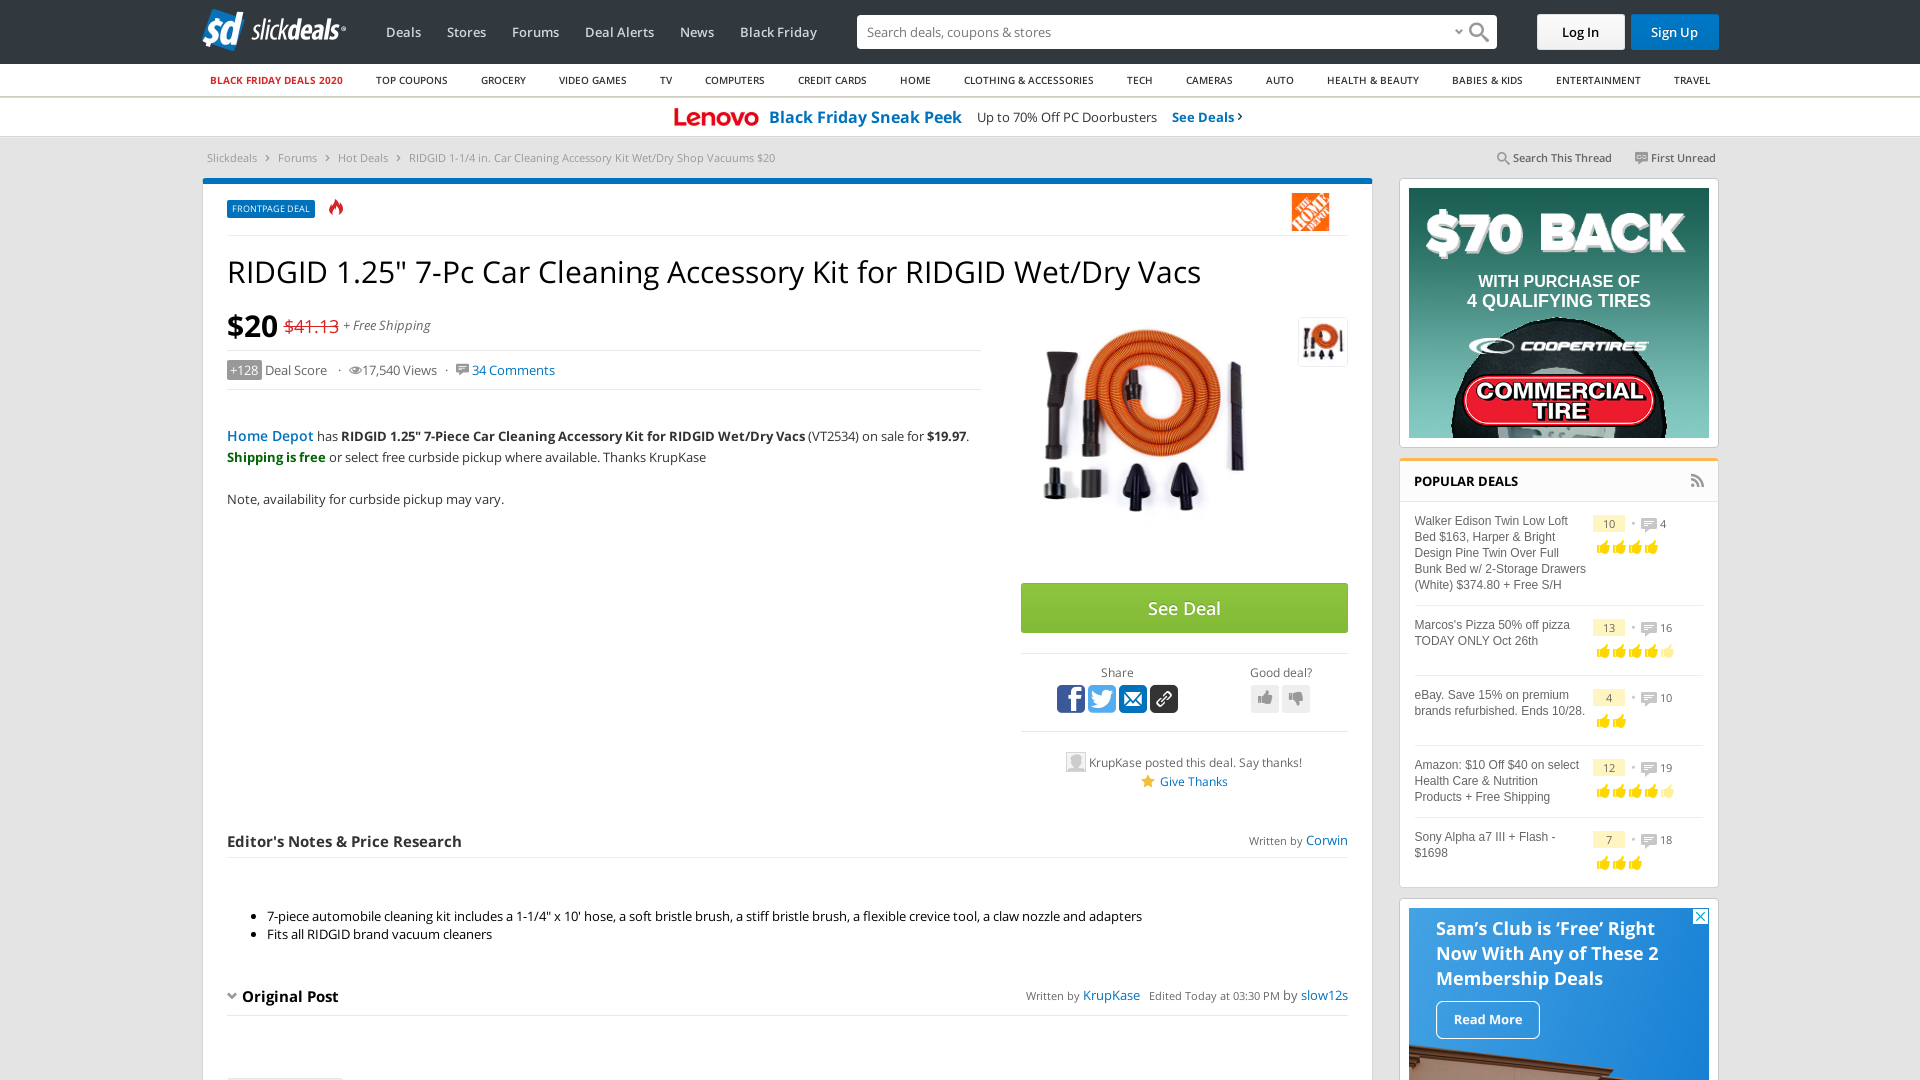 sd slickdeals
Deals Stores Forums Deal Alerts News Black Friday
Search deals, coupons & shares
Log In Sign Up
BLACK FRIDAY DEALS 2020 TOP COUPONS GROCERY VIDEO GAMES TV COMPUTERS CREDIT CARDS HOME CLOTHING & ACCESSORIES TECH CAMERAS AUTO HEALTH & BEAUTY BABIES & KIDS ENTERTAINMENT TRAVEL
Lenovo Black Friday Sneak Peek Up to 70% Off PC Doorbusters See Deals ›
Slickdeals › Forums › Hot Deals › RIDGID 1-1/4 in. Car Cleaning Accessory Kit Wet/Dry Shop Vacuums $20
Search This Thread First Unread
FRONTPAGE DEAL
THE HOME DEPOT
RIDGID 1.25" 7-Pc Car Cleaning Accessory Kit for RIDGID Wet/Dry Vacs
$20 $41.13 + Free Shipping
+128 Deal Score · 17,540 Views · 34 Comments
Home Depot has RIDGID 1.25" 7-Piece Car Cleaning Accessory Kit for RIDGID Wet/Dry Vacs (VT2534) on sale for $19.97.
Shipping is free or select free curbside pickup where available. Thanks KrupKase
Note, availability for curbside pickup may vary.
See Deal
Share
Good deal?
KrupKase posted this deal. Say thanks!
Give Thanks
Editor's Notes & Price Research
Written by Corwin
• 7-piece automobile cleaning kit includes a 1-1/4" x 10' hose, a soft bristle brush, a stiff bristle brush, a flexible crevice tool, a claw nozzle and adapters
• Fits all RIDGID brand vacuum cleaners
Original Post
Written by KrupKase Edited Today at 03:30 PM by slow12s
$70 BACK
WITH PURCHASE OF
4 QUALIFYING TIRES
COOPERTIRES
COMMERCIAL
TIRE
POPULAR DEALS
Walker Edison Twin Low Loft
Bed $163, Harper & Bright
Design Pine Twin Over Full
Bunk Bed w/ 2-Storage Drawers
(White) $374.80 + Free S/H
10 • 4
Marcos's Pizza 50% off pizza
TODAY ONLY Oct 26th
13 • 16
eBay. Save 15% on premium
brands refurbished. Ends 10/28.
4 • 10
Amazon: $10 Off $40 on select
Health Care & Nutrition
Products + Free Shipping
12 • 19
Sony Alpha a7 III + Flash -
$1698
7 • 18
Sam's Club is 'Free' Right
Now With Any of These 2
Membership Deals
Read More